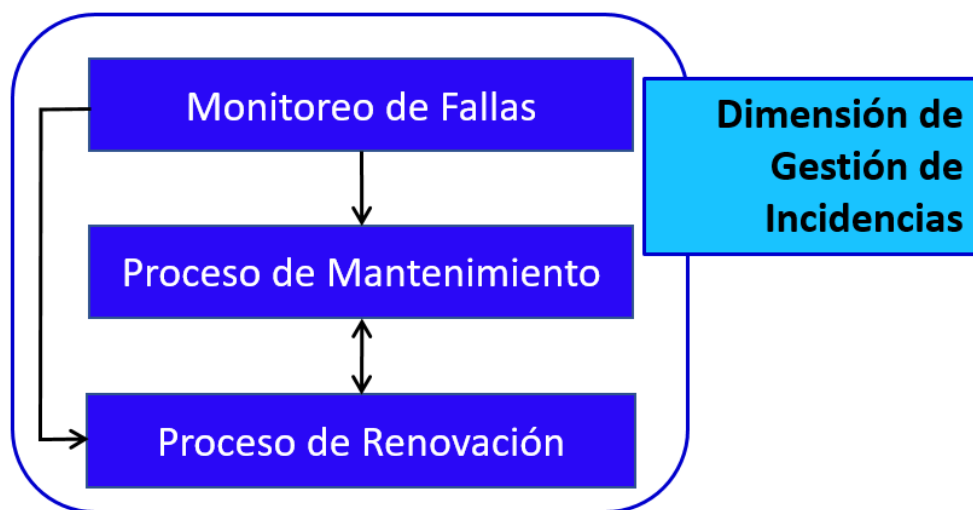 Monitoreo de Fallas
Dimensión de
Gestión de
Incidencias
Proceso de Mantenimiento
Proceso de Renovación